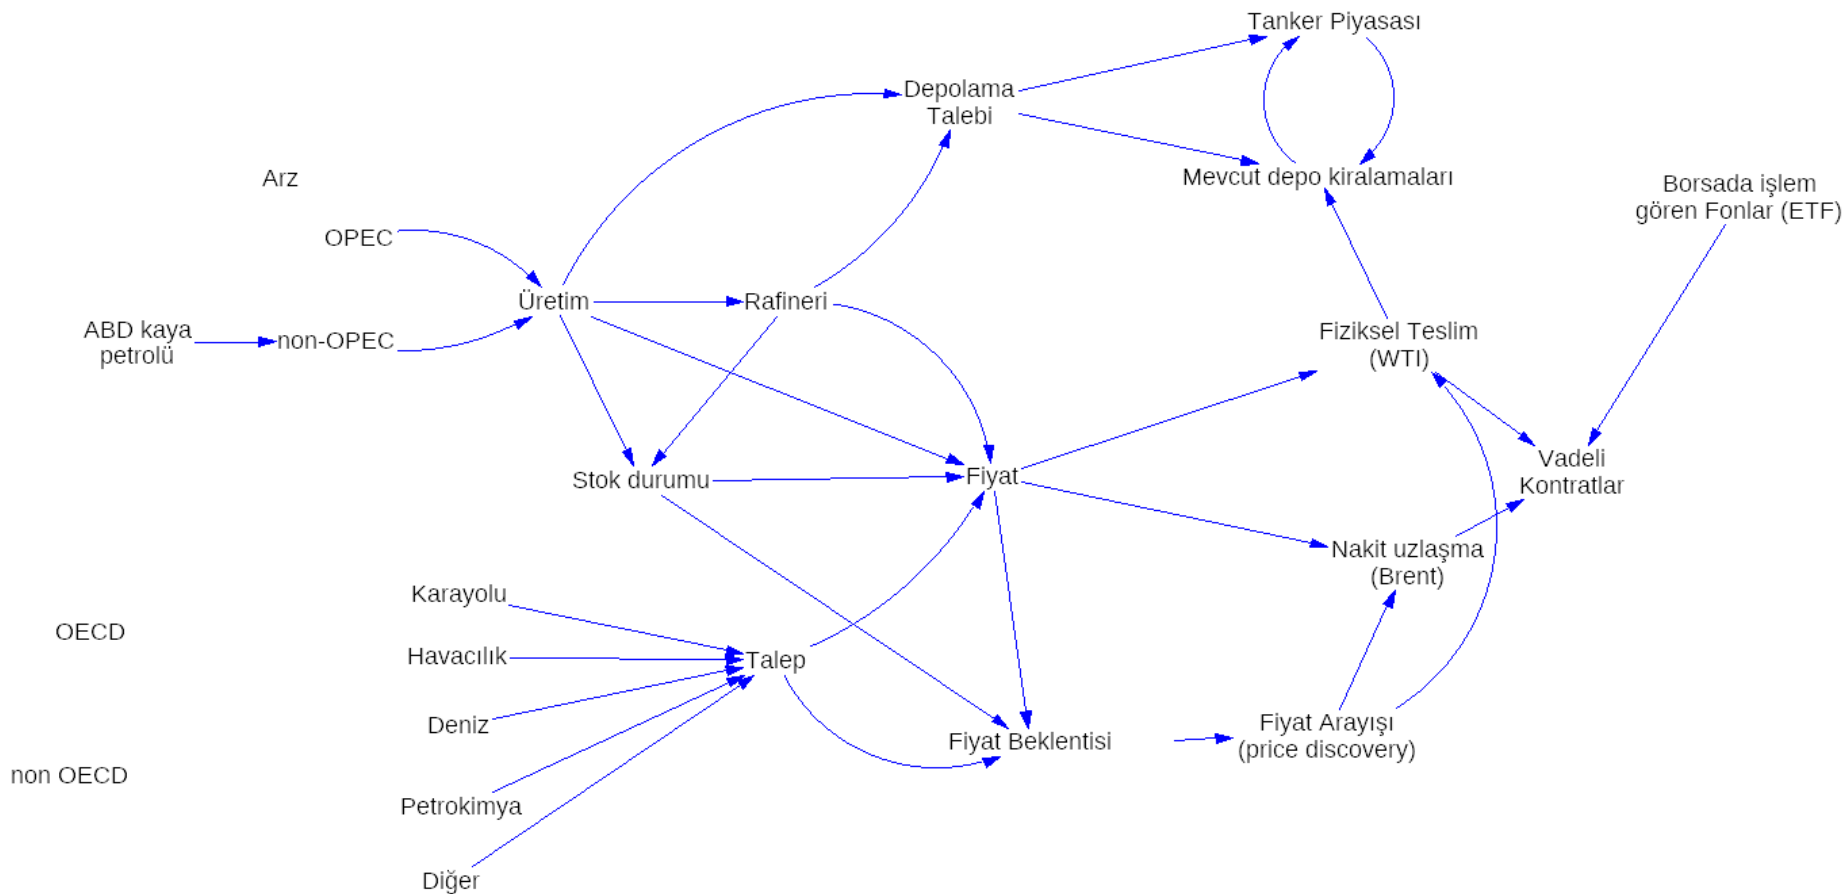 Tanker Piyasası
Depolama
Talebi
Arz
Mevcut depo kiralamaları
Borsada işlem
gören Fonlar (ETF)
OPEC
Üretim
Rafineri
ABD kaya
petrolü
non-OPEC
Fiziksel Teslim
(WTI)
Stok durumu
Fiyat
Vadeli
Kontratlar
Nakit uzlaşma
(Brent)
Karayolu
OECD
Havacılık
Talep
Deniz
Fiyat Beklentisi
Fiyat Arayışı
(price discovery)
non OECD
Petrokimya
Diğer